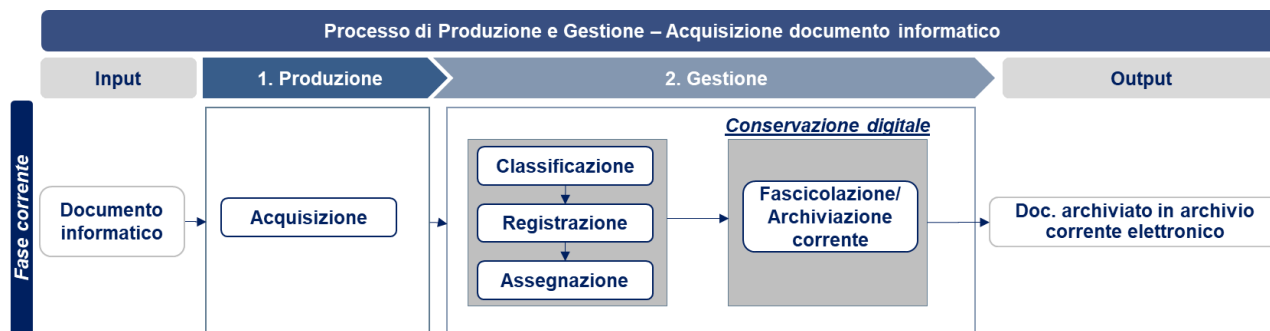 Processo di Produzione e Gestione – Acquisizione documento informatico
Input
1. Produzione
2. Gestione
Output
Fase corrente
Documento
informatico
Acquisizione
Classificazione
Registrazione
Assegnazione
Conservazione digitale
Fascicolazione/
Archiviazione
corrente
Doc. archiviato in archivio
corrente elettronico